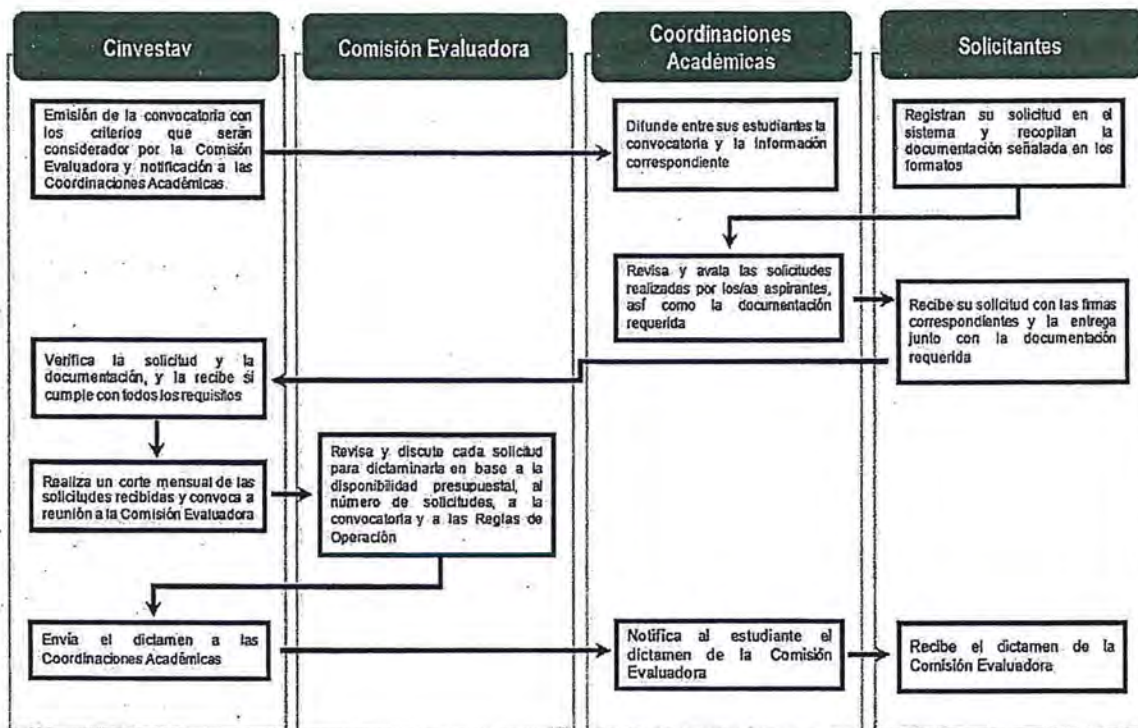 Cinvestav
Comisión Evaluadora
Coordinaciones
Académicas
Solicitantes
Emisión de la convocatoria con
los criterios que serán
considerador por la Comisión
Evaluadora y notificación a las
Coordinaciones Académicas.
Difunde entre sus estudiantes la
convocatoria y la información
correspondiente
Registran su solicitud en el
sistema y recopilan la
documentación señalada en los
formatos
Revisa y avala las solicitudes
realizadas por los/as aspirantes,
así como la documentación
requerida
Recibe su solicitud con las firmas
correspondientes y la entrega
junto con la documentación
requerida
Verifica la solicitud y la
documentación, y la recibe si
cumple con todos los requisitos
Realiza un corte mensual de las
solicitudes recibidas y convoca a
reunión a la Comisión Evaluadora
Revisa y discute cada solicitud
para dictaminarla en base a la
disponibilidad presupuestal, al
número de solicitudes, a la
convocatoria y a las Reglas de
Operación
Envía el dictamen a las
Coordinaciones Académicas
Notifica al estudiante el
dictamen de la Comisión
Evaluadora
Recibe el dictamen de la
Comisión Evaluadora